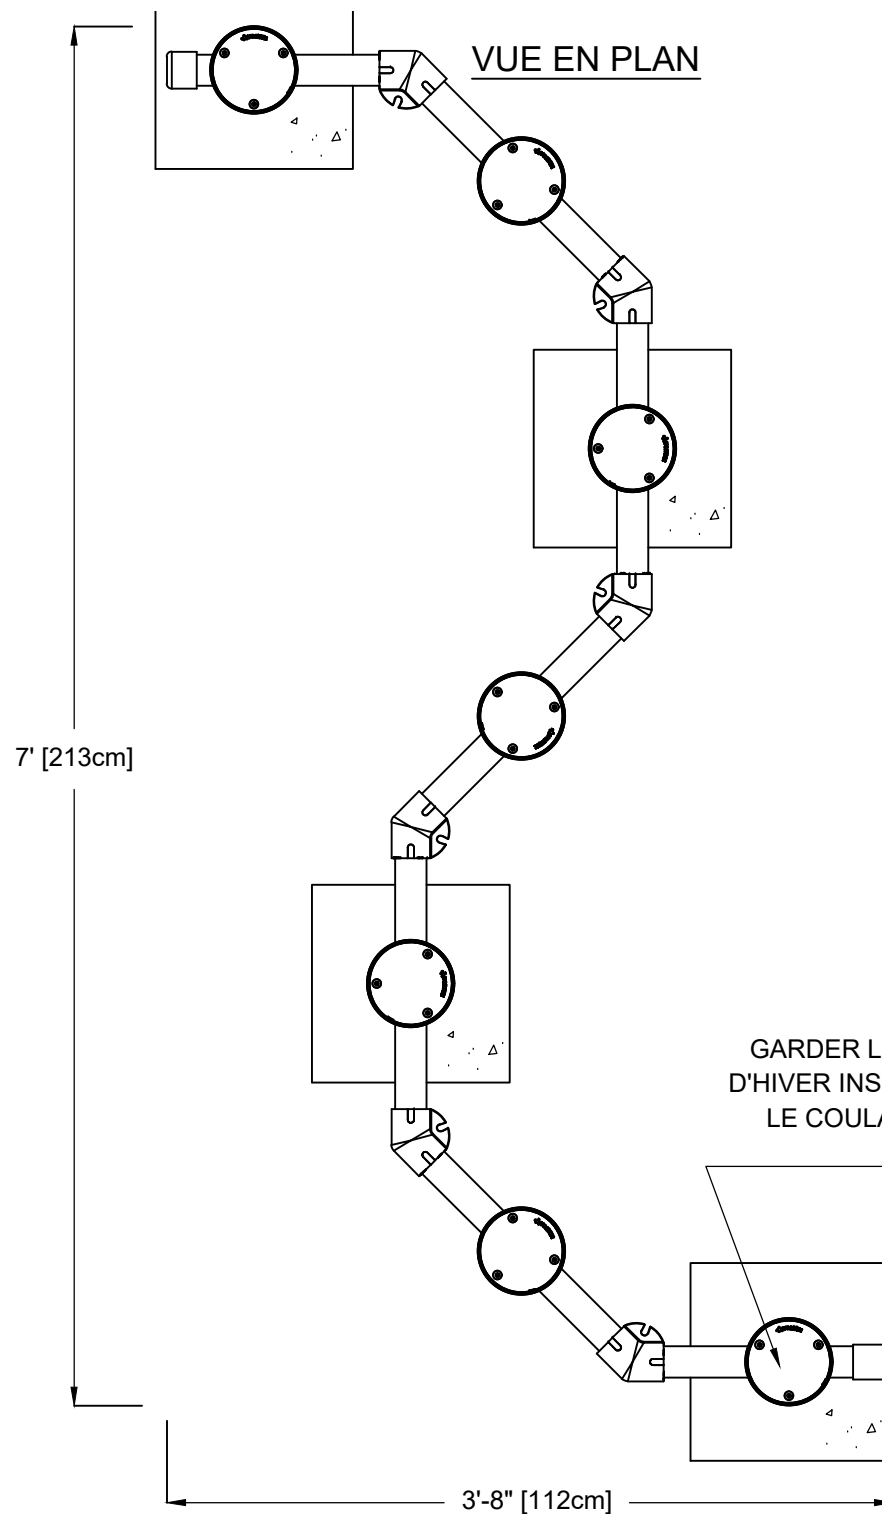 VUE EN PLAN
7' [213cm]
GARDER L
D'HIVER INS
LE COULA
3'-8" [112cm]